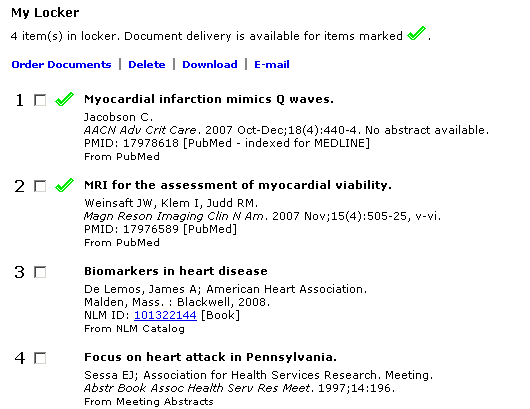 My Locker
4 item(s) in locker. Document delivery is available for items marked ✓.
Order Documents | Delete | Download | E-mail
1 Myocardial infarction mimics Q waves.
Jacobson C.
AACN Adv Crit Care. 2007 Oct-Dec;18(4):440-4. No abstract available.
PMID: 17978618 [PubMed - indexed for MEDLINE]
From PubMed
2 MRI for the assessment of myocardial viability.
Weinsaft JW, Klem I, Judd RM.
Magn Reson Imaging Clin N Am. 2007 Nov;15(4):505-25, v-vi.
PMID: 17976589 [PubMed]
From PubMed
3 Biomarkers in heart disease
De Lemos, James A; American Heart Association.
Malden, Mass. : Blackwell, 2008.
NLM ID: 101322144 [Book]
From NLM Catalog
4 Focus on heart attack in Pennsylvania.
Sessa EJ; Association for Health Services Research. Meeting.
Abstr Book Assoc Health Serv Res Meet. 1997;14:196.
From Meeting Abstracts